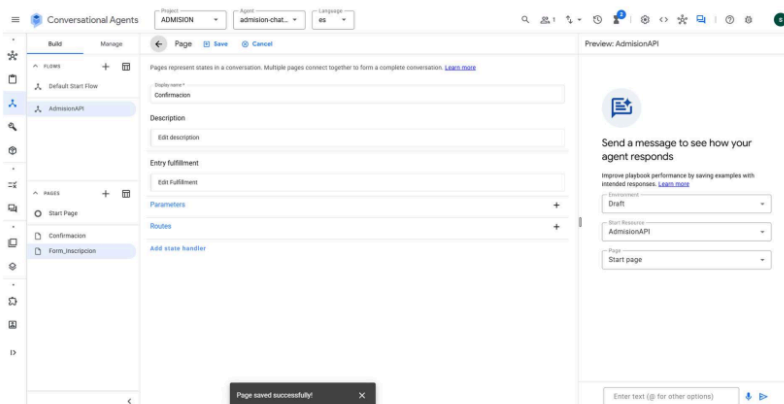 Conversational Agents
Project
ADMISSION
Agent
admision-chat...
Language
es
1
2
S
Build
Manage
FLOWS
Default Start Flow
AdmisionAPI
PAGES
Start Page
Confirmacion
Form_Inscripcion
Page
Save
Cancel
Pages represent states in a conversation. Multiple pages connect together to form a complete conversation. Learn more
Display name*
Confirmacion
Description
Edit description
Entry fulfillment
Edit Fulfillment
Parameters
Routes
Add state handler
Page saved successfully!
Preview: AdmisionAPI
Send a message to see how your
agent responds
Improve playbook performance by saving examples with
intended responses. Learn more
Environment
Draft
Start Resource
AdmisionAPI
Page
Start page
Enter text (@ for other options)